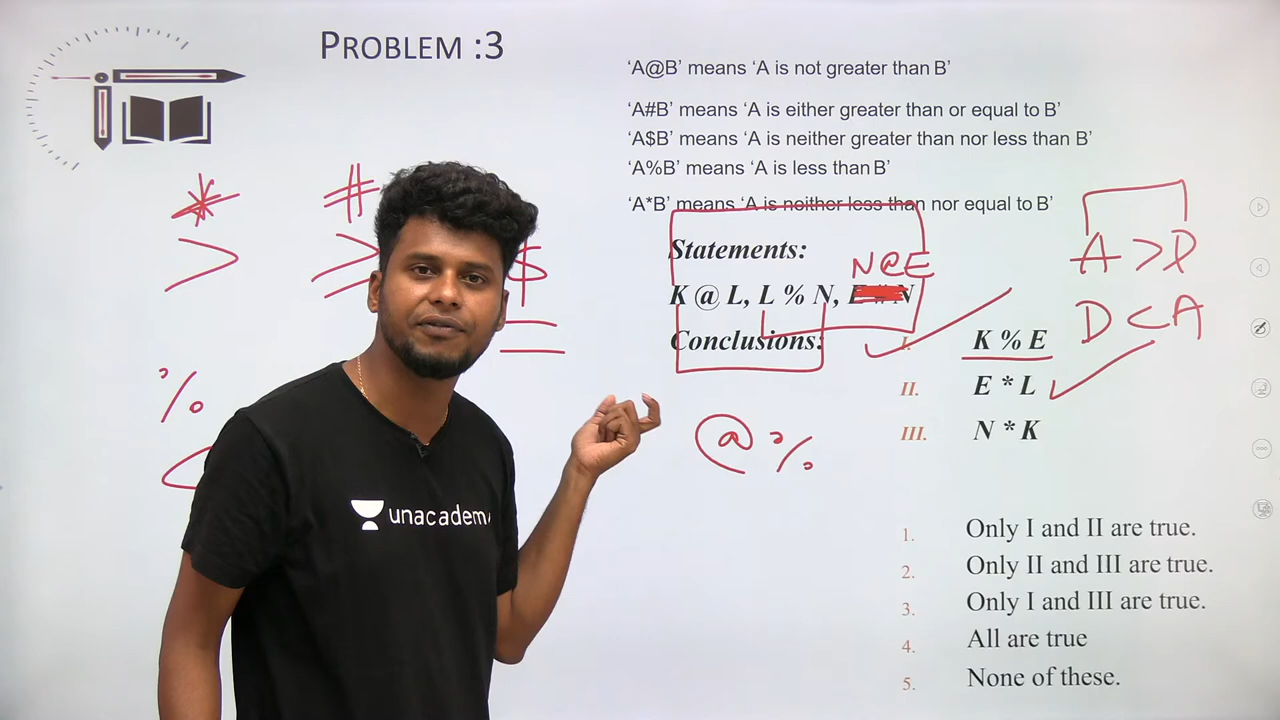 PROBLEM :3
‘A@B’ means ‘A is not greater than B’
‘A#B’ means ‘A is either greater than or equal to B’
‘A$B’ means ‘A is neither greater than nor less than B’
‘A%B’ means ‘A is less than B’
‘A*B’ means ‘A is neither less than nor equal to B’
* # $
> ≥ =
%
<
A > D
D < A
Statements:
N@E
K @ L, L % N, N
Conclusions:
I. K % E
II. E * L
III. N * K
@ %
unacademy
1. Only I and II are true.
2. Only II and III are true.
3. Only I and III are true.
4. All are true
5. None of these.